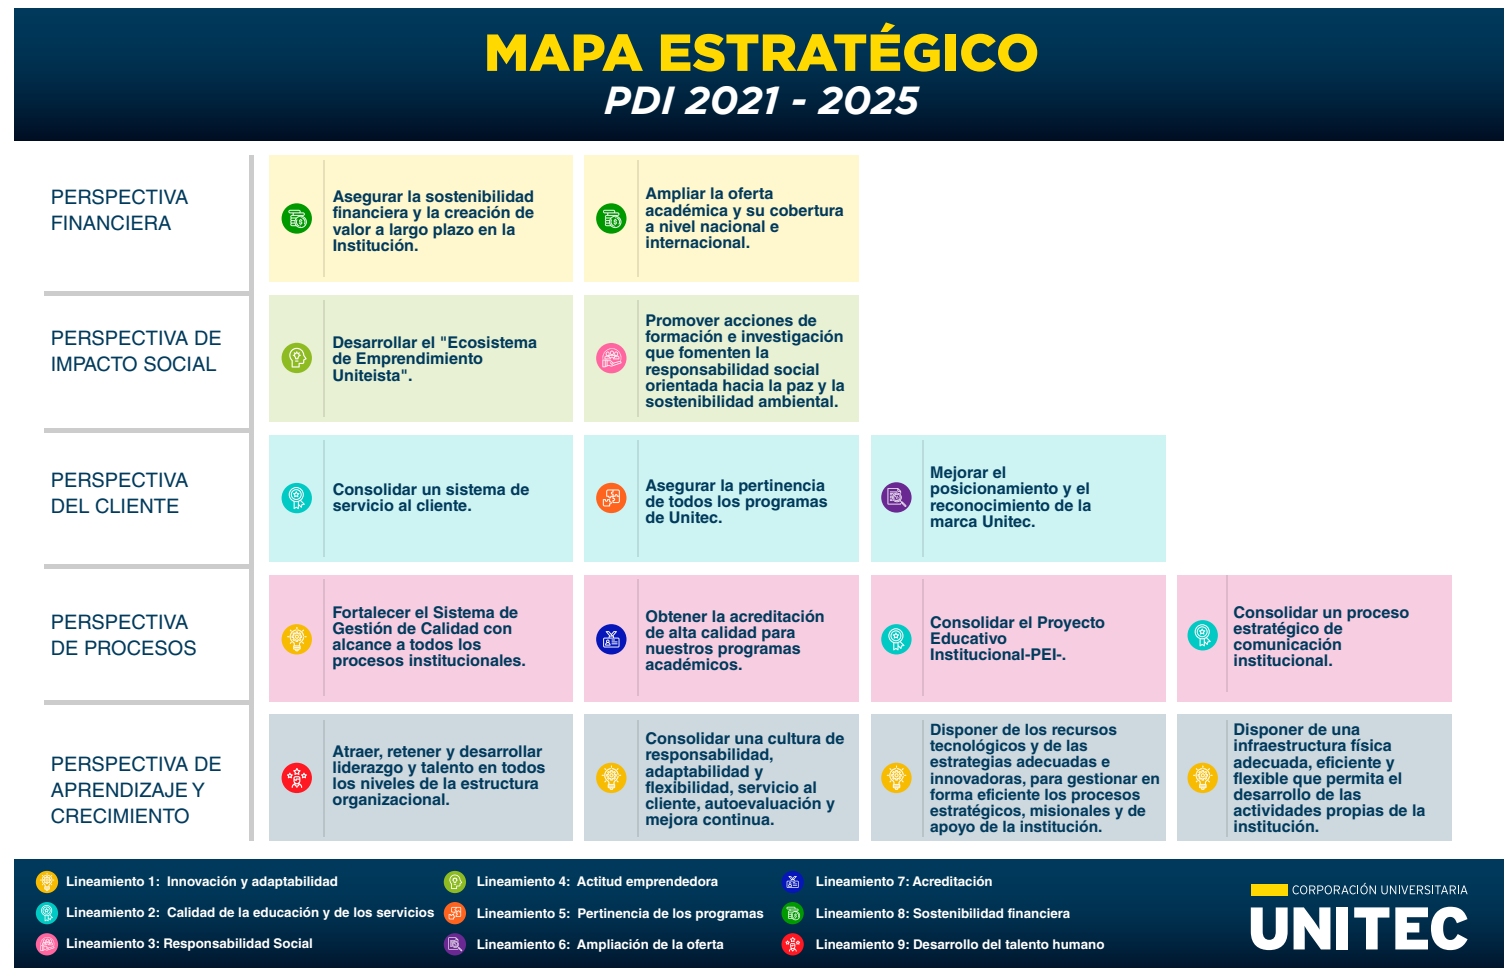 MAPA ESTRATÉGICO
PDI 2021 - 2025
PERSPECTIVA
FINANCIERA
Asegurar la sostenibilidad
financiera y la creación de
valor a largo plazo en la
Institución.
Ampliar la oferta
académica y su cobertura
a nivel nacional e
internacional.
PERSPECTIVA DE
IMPACTO SOCIAL
Desarrollar el "Ecosistema
de Emprendimiento
Uniteista".
Promover acciones de
formación e investigación
que fomenten la
responsabilidad social
orientada hacia la paz y la
sostenibilidad ambiental.
PERSPECTIVA
DEL CLIENTE
Consolidar un sistema de
servicio al cliente.
Asegurar la pertinencia
de todos los programas
de Unitec.
Mejorar el
posicionamiento y el
reconocimiento de la
marca Unitec.
PERSPECTIVA
DE PROCESOS
Fortalecer el Sistema de
Gestión de Calidad con
alcance a todos los
procesos institucionales.
Obtener la acreditación
de alta calidad para
nuestros programas
académicos.
Consolidar el Proyecto
Educativo
Institucional-PEI-.
Consolidar un proceso
estratégico de
comunicación
institucional.
PERSPECTIVA DE
APRENDIZAJE Y
CRECIMIENTO
Atraer, retener y desarrollar
liderazgo y talento en todos
los niveles de la estructura
organizacional.
Consolidar una cultura de
responsabilidad,
adaptabilidad y
flexibilidad, servicio al
cliente, autoevaluación y
mejora continua.
Disponer de los recursos
tecnológicos y de las
estrategias adecuadas e
innovadoras, para gestionar en
forma eficiente los procesos
estratégicos, misionales y de
apoyo de la institución.
Disponer de una
infraestructura física
adecuada, eficiente y
flexible que permita el
desarrollo de las
actividades propias de la
institución.
Lineamiento 1: Innovación y adaptabilidad
Lineamiento 2: Calidad de la educación y de los servicios
Lineamiento 3: Responsabilidad Social
Lineamiento 4: Actitud emprendedora
Lineamiento 5: Pertinencia de los programas
Lineamiento 6: Ampliación de la oferta
Lineamiento 7: Acreditación
Lineamiento 8: Sostenibilidad financiera
Lineamiento 9: Desarrollo del talento humano
CORPORACIÓN UNIVERSITARIA
UNITEC